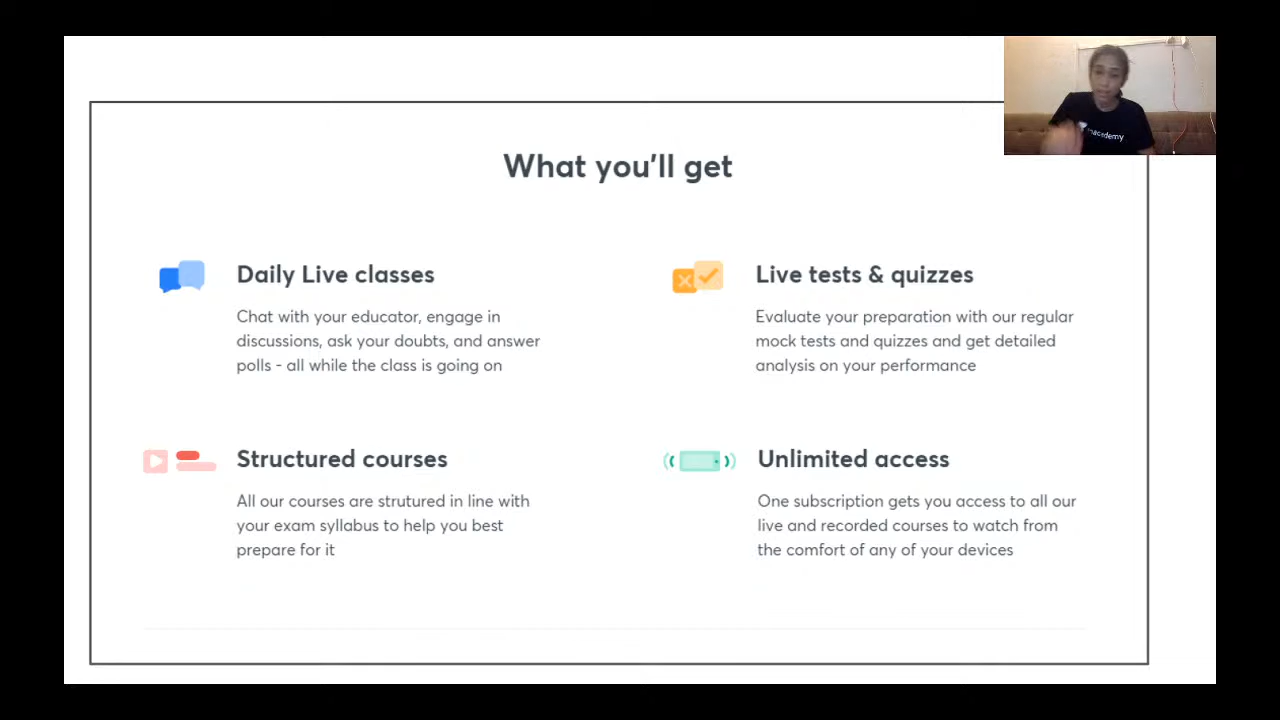 What you'll get
Daily Live classes
Chat with your educator, engage in
discussions, ask your doubts, and answer
polls - all while the class is going on
Live tests & quizzes
Evaluate your preparation with our regular
mock tests and quizzes and get detailed
analysis on your performance
Structured courses
All our courses are strutured in line with
your exam syllabus to help you best
prepare for it
Unlimited access
One subscription gets you access to all our
live and recorded courses to watch from
the comfort of any of your devices